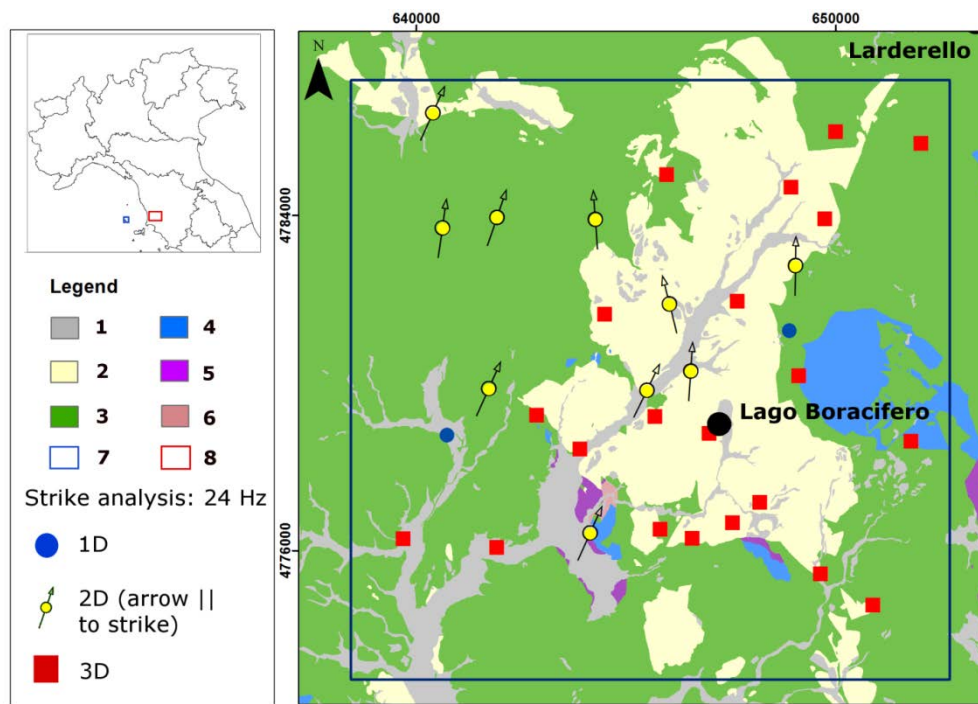 640000
650000
N
Larderello
4784000
Legend
1
4
2
5
3
6
7
8
Lago Boracifero
Strike analysis: 24 Hz
1D
4776000
2D (arrow ||
to strike)
3D